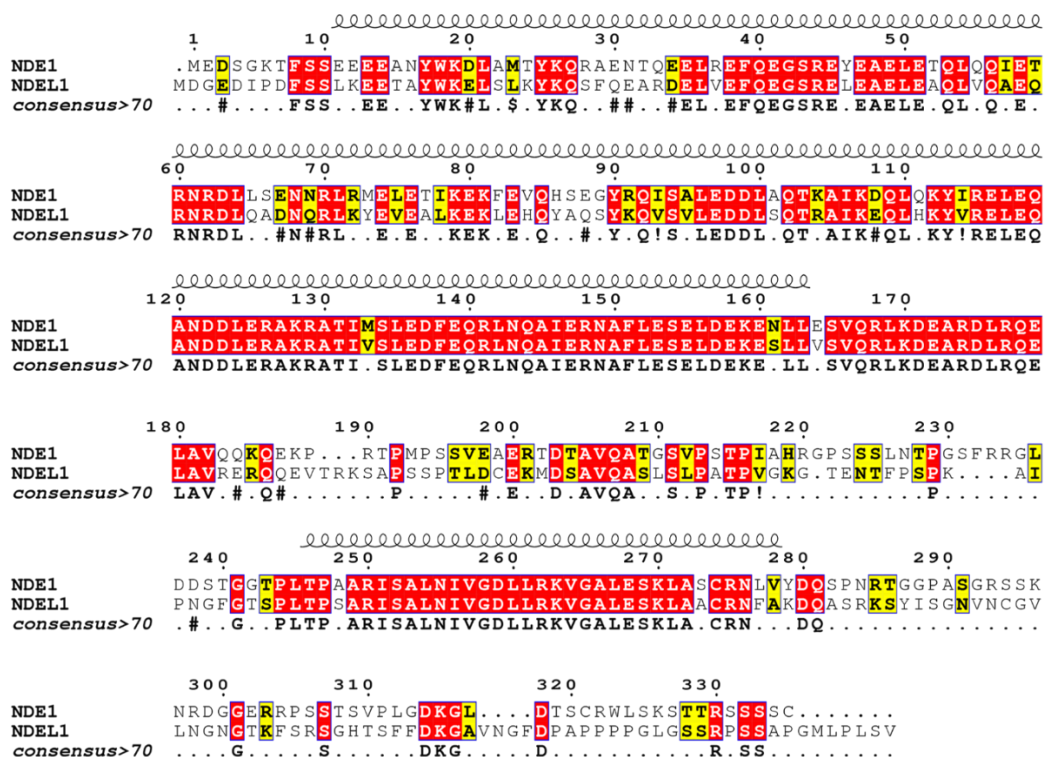 1 10 20 30 40 50
NDE1 .MEDSGKTFSSEEEEANYWKDLAMTYKQRAENTQEELREFQEGSREYEAELETQLQQIET
NDEL1 MDGEDIPDFSSLKEETAYWKELSLKYKQSFQEARDELVEFQEGSRELEAELEAQLVQAEQ
consensus>70 ...#....FSS..EE..YWK#L.$.YKQ..##..#EL.EFQEGSRE.EAELE.QL.Q.E.
60 70 80 90 100 110
NDE1 RNRDLLSENNRLRMELETIKEKFEVQHSEGYRQISALEDDLAQTKAIKDQLQKYIRELEQ
NDEL1 RNRDLQADNQRLKYEVEALKEKLEHQYAQSYKQVSVLEDDLSQTRAIKEQLHKYVRELEQ
consensus>70 RNRDL..#N#RL..E.E..KEK.E.Q..#.Y.Q!S.LEDDL.QT.AIK#QL.KY!RELEQ
120 130 140 150 160 170
NDE1 ANDDLERAKRATIMSLEDFEQRLNQAIERNAFLESELDEKENLLESVQRLKDEARDLRQE
NDEL1 ANDDLERAKRATIVSLEDFEQRLNQAIERNAFLESELDEKESLLVSVQRLKDEARDLRQE
consensus>70 ANDDLERAKRATI.SLEDFEQRLNQAIERNAFLESELDEKE.LL.SVQRLKDEARDLRQE
180 190 200 210 220 230
NDE1 LAVQQKQEKP...RTPMPSSVEAERTDTAVQATGSVPSTPIAHRGPSSSLNTPGSFRRGL
NDEL1 LAVRERQQEVTRKSAPSSPTLDCEKMDSAVQASLSLPATPVGKG.TENTFPSPK....AI
consensus>70 LAV.#.Q#.......P.....#.E..D.AVQA..S.P.TP!...........P.......
240 250 260 270 280 290
NDE1 DDSTGGTPLTPAARISALNIVGDLLRKVGALESKLASCRNLVYDQSPNRTGGPASGRSSK
NDEL1 PNGFGTSPLTPSARISALNIVGDLLRKVGALESKLAACRNFAKDQASRKSYISGNVNCGV
consensus>70 .#..G..PLTP.ARISALNIVGDLLRKVGALESKLA.CRN...DQ...............
300 310 320 330
NDE1 NRDGGERRPSSTSVPLGDKGL....DTSCRWLSKSTTRSSSSC.......
NDEL1 LNGNGTKFSRSGHTSFFDKGAVNGFDPAPPPPGLGSSRPSSAPGMLPLSV
consensus>70 ....G.....S......DKG.....D...........R.SS.........